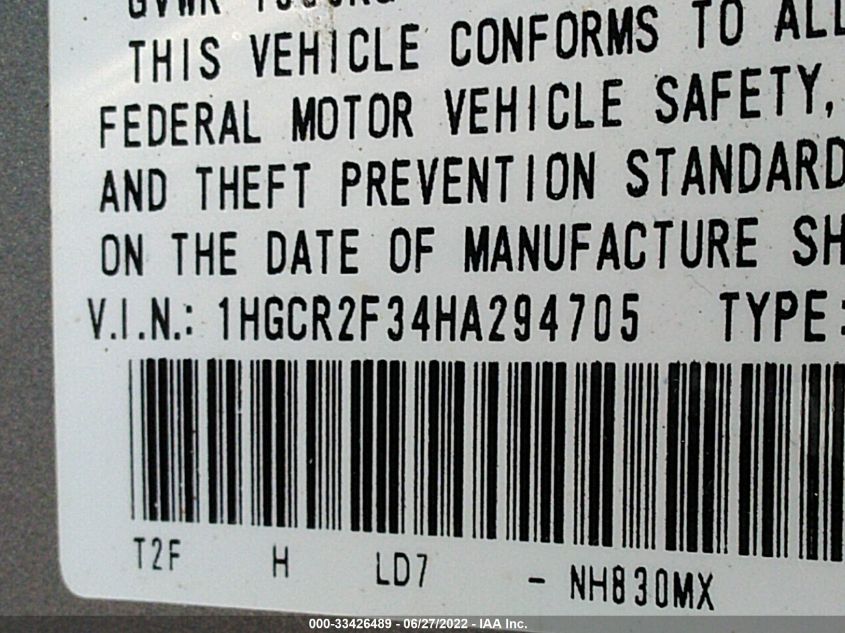 GVWR
THIS VEHICLE CONFORMS TO ALL
FEDERAL MOTOR VEHICLE SAFETY,
AND THEFT PREVENTION STANDARD
ON THE DATE OF MANUFACTURE SH
V.I.N.: 1HGCR2F34HA294705 TYPE:
T2F H LD7 - NH830MX
000-33426489 - 06/27/2022 - IAA Inc.